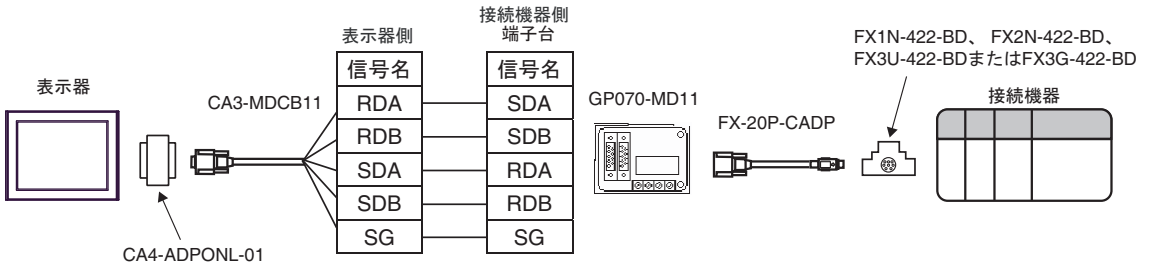 表示器
CA4-ADPONL-01
CA3-MDCB11
表示器側
信号名
RDA
RDB
SDA
SDB
SG
接続機器側
端子台
信号名
SDA
SDB
RDA
RDB
SG
GP070-MD11
FX-20P-CADP
FX1N-422-BD、 FX2N-422-BD、
FX3U-422-BDまたはFX3G-422-BD
接続機器